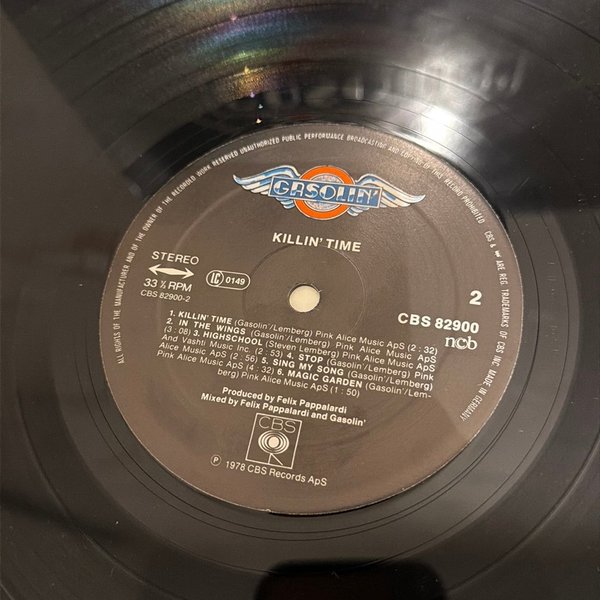 ALL RIGHTS OF THE MANUFACTURER AND OF THE OWNER OF THE RECORDED WORK RESERVED UNAUTHORIZED PUBLIC PERFORMANCE BROADCASTING AND COPYING OF THIS RECORD PROHIBITED
CBS & ARE REG. TRADEMARKS OF CBS INC. MADE IN GERMANY
GASOLIN'
KILLIN' TIME
STEREO
33 ⅓ RPM
CBS 82900-2
LC 0149
2
CBS 82900
ncb
1. KILLIN' TIME (Gasolin'/Lemberg) Pink Alice Music ApS (2 : 32)
2. IN THE WINGS (Gasolin'/Lemberg) Pink Alice Music ApS
(3 : 08) 3. HIGHSCHOOL (Steven Lemberg) Pink Alice Music ApS
And Vashti Music Inc. (2 : 53) 4. STOP (Gasolin'/Lemberg) Pink
Alice Music ApS (2 : 56) 5. SING MY SONG (Gasolin'/Lem-
berg) Pink Alice Music ApS (4 : 52) 6. MAGIC GARDEN (Gasolin'/Lem-
berg) Pink Alice Music ApS (1 : 50)
Produced by Felix Pappalardi
Mixed by Felix Pappalardi and Gasolin'
CBS
Ⓟ 1978 CBS Records ApS